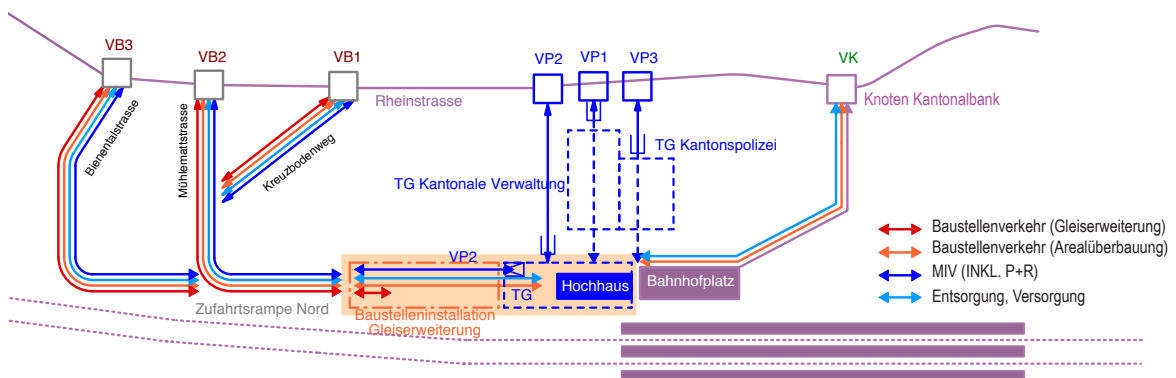 VB3
VB2
VB1
VP2
VP1
VP3
VK
Rheinstrasse
Knoten Kantonalbank
Bienentalstrasse
Mühlemattstrasse
Kreuzbodenweg
TG Kantonspolizei
TG Kantonale Verwaltung
Baustellenverkehr (Gleiserweiterung)
Baustellenverkehr (Arealüberbauung)
MIV (INKL. P+R)
Entsorgung, Versorgung
VP2
TG
Hochhaus
Bahnhofplatz
Zufahrtsrampe Nord
Baustelleninstallation
Gleiserweiterung